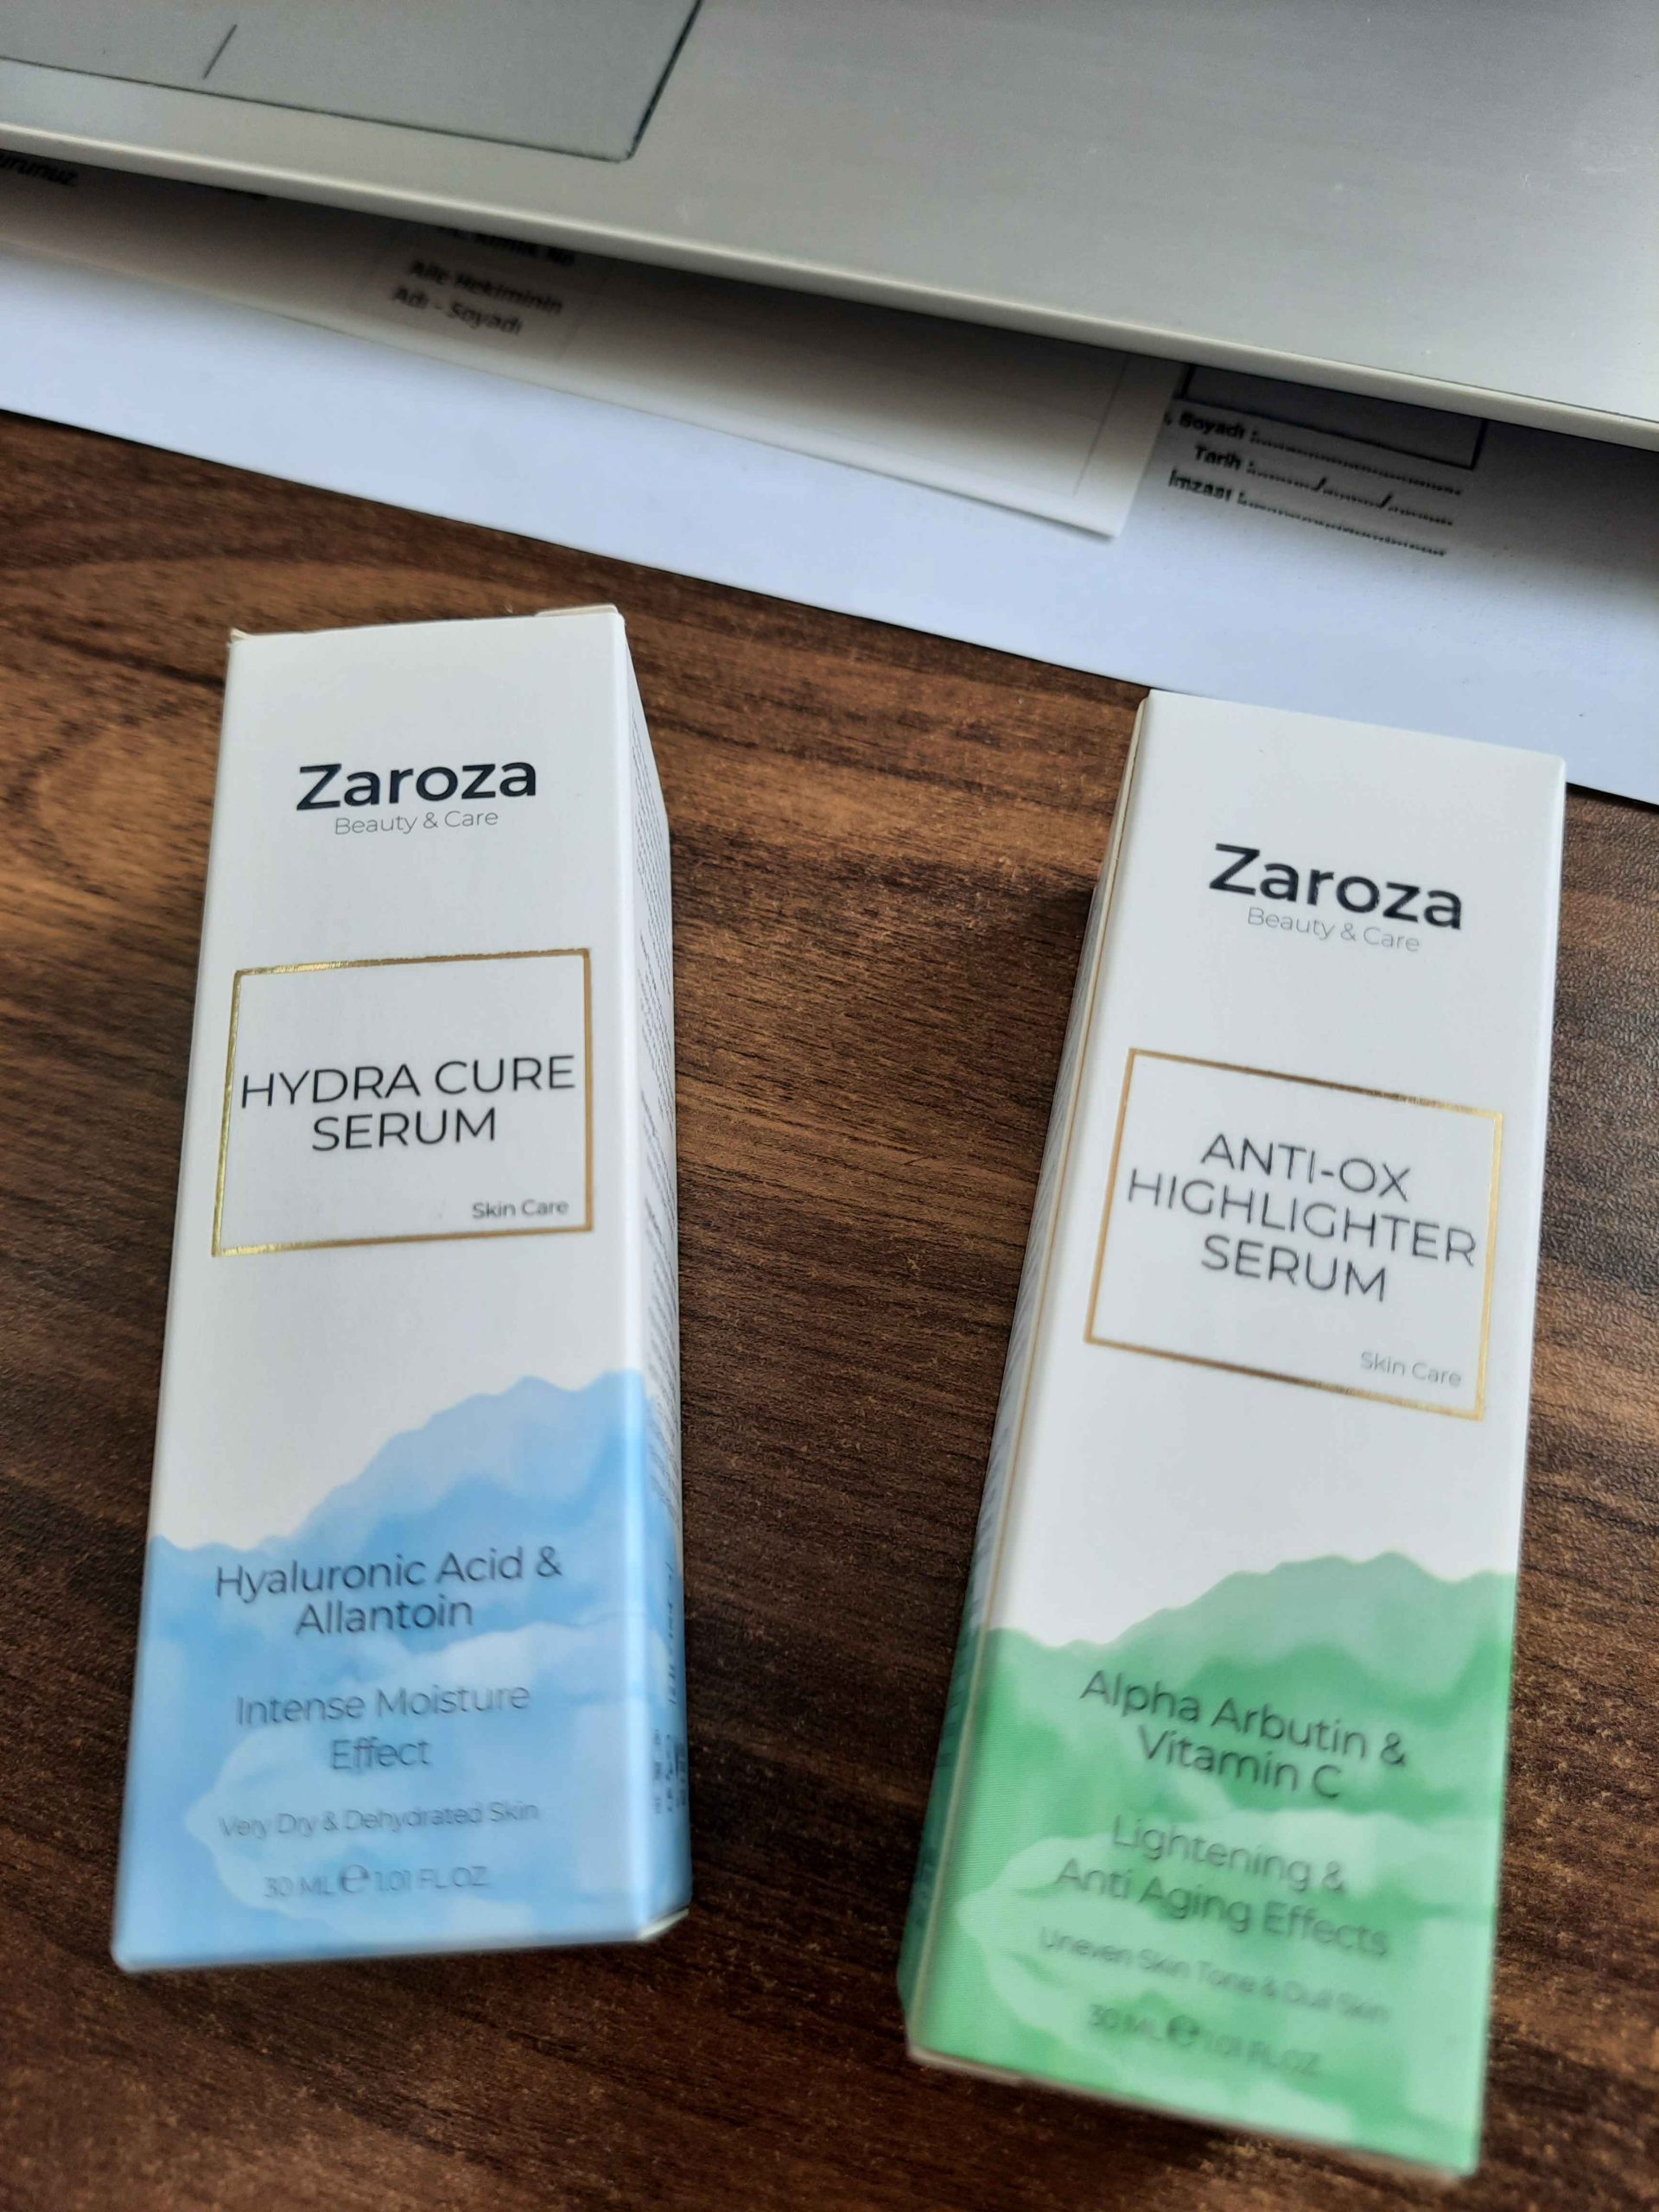 Aile Hekiminin
Adı - Soyadı
Soyadı :
Tarih : ....../....../......
İmzası :
Zaroza
Beauty & Care
HYDRA CURE
SERUM
Skin Care
Hyaluronic Acid &
Allantoin
Intense Moisture
Effect
Very Dry & Dehydrated Skin
30 ML e 1.01 FL.OZ.
Zaroza
Beauty & Care
ANTI-OX
HIGHLIGHTER
SERUM
Skin Care
Alpha Arbutin &
Vitamin C
Lightening &
Anti Aging Effects
Uneven Skin Tone & Dull Skin
30 ML e 1.01 FL.OZ.